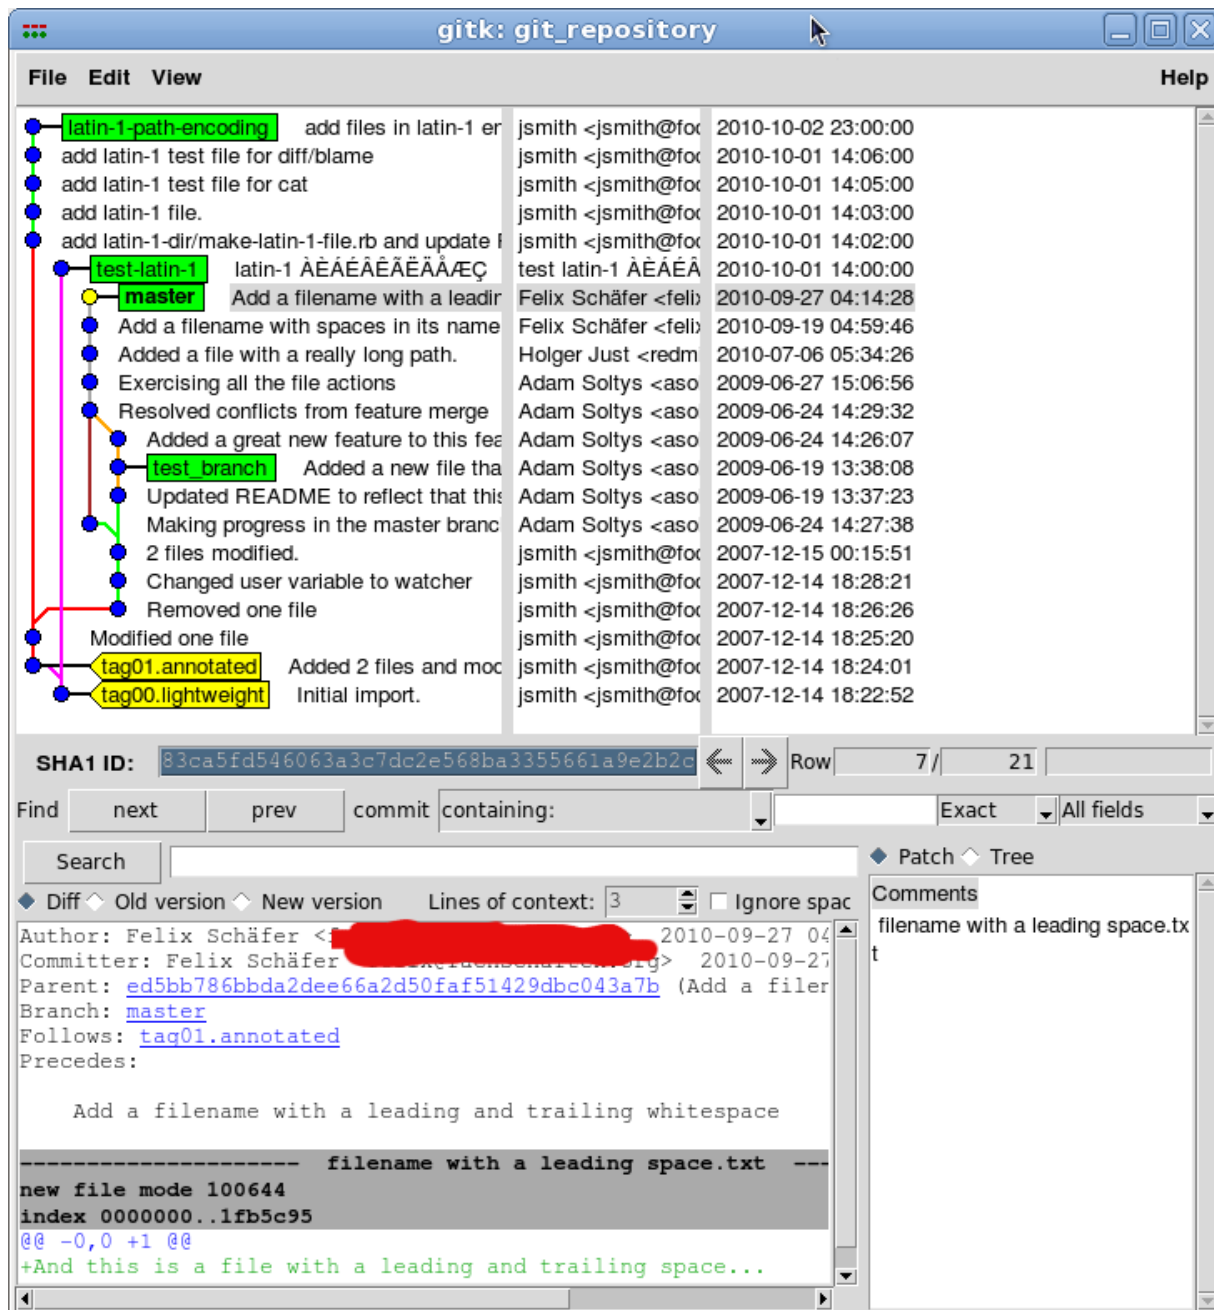 gitk: git_repository
File Edit View Help
latin-1-path-encoding add files in latin-1 en jsmith <jsmith@foo 2010-10-02 23:00:00
add latin-1 test file for diff/blame jsmith <jsmith@foo 2010-10-01 14:06:00
add latin-1 test file for cat jsmith <jsmith@foo 2010-10-01 14:05:00
add latin-1 file. jsmith <jsmith@foo 2010-10-01 14:03:00
add latin-1-dir/make-latin-1-file.rb and update jsmith <jsmith@foo 2010-10-01 14:02:00
test-latin-1 latin-1 ÀÈÁÉÂÊÃËÄÅÆÇ test latin-1 ÀÈÁÉÂ 2010-10-01 14:00:00
master Add a filename with a leadin Felix Schäfer <felix 2010-09-27 04:14:28
Add a filename with spaces in its name Felix Schäfer <felix 2010-09-19 04:59:46
Added a file with a really long path. Holger Just <redm 2010-07-06 05:34:26
Exercising all the file actions Adam Soltys <aso 2009-06-27 15:06:56
Resolved conflicts from feature merge Adam Soltys <aso 2009-06-24 14:29:32
Added a great new feature to this fea Adam Soltys <aso 2009-06-24 14:26:07
test_branch Added a new file tha Adam Soltys <aso 2009-06-19 13:38:08
Updated README to reflect that this Adam Soltys <aso 2009-06-19 13:37:23
Making progress in the master branc Adam Soltys <aso 2009-06-24 14:27:38
2 files modified. jsmith <jsmith@foo 2007-12-15 00:15:51
Changed user variable to watcher jsmith <jsmith@foo 2007-12-14 18:28:21
Removed one file jsmith <jsmith@foo 2007-12-14 18:26:26
Modified one file jsmith <jsmith@foo 2007-12-14 18:25:20
tag01.annotated Added 2 files and mod jsmith <jsmith@foo 2007-12-14 18:24:01
tag00.lightweight Initial import. jsmith <jsmith@foo 2007-12-14 18:22:52
SHA1 ID: 83ca5fd546063a3c7dc2e568ba3355661a9e2b2c Row 7/ 21
Find next prev commit containing: Exact All fields
Search
Patch Tree
Diff Old version New version Lines of context: 3 Ignore spac
Comments
filename with a leading space.tx
t
Author: Felix Schäfer < 2010-09-27 04
Committer: Felix Schäfer 2010-09-27
Parent: ed5bb786bbda2dee66a2d50faf51429dbc043a7b (Add a filer
Branch: master
Follows: tag01.annotated
Precedes:
Add a filename with a leading and trailing whitespace
--------------------- filename with a leading space.txt ---
new file mode 100644
index 0000000..1fb5c95
@@ -0,0 +1 @@
+And this is a file with a leading and trailing space...